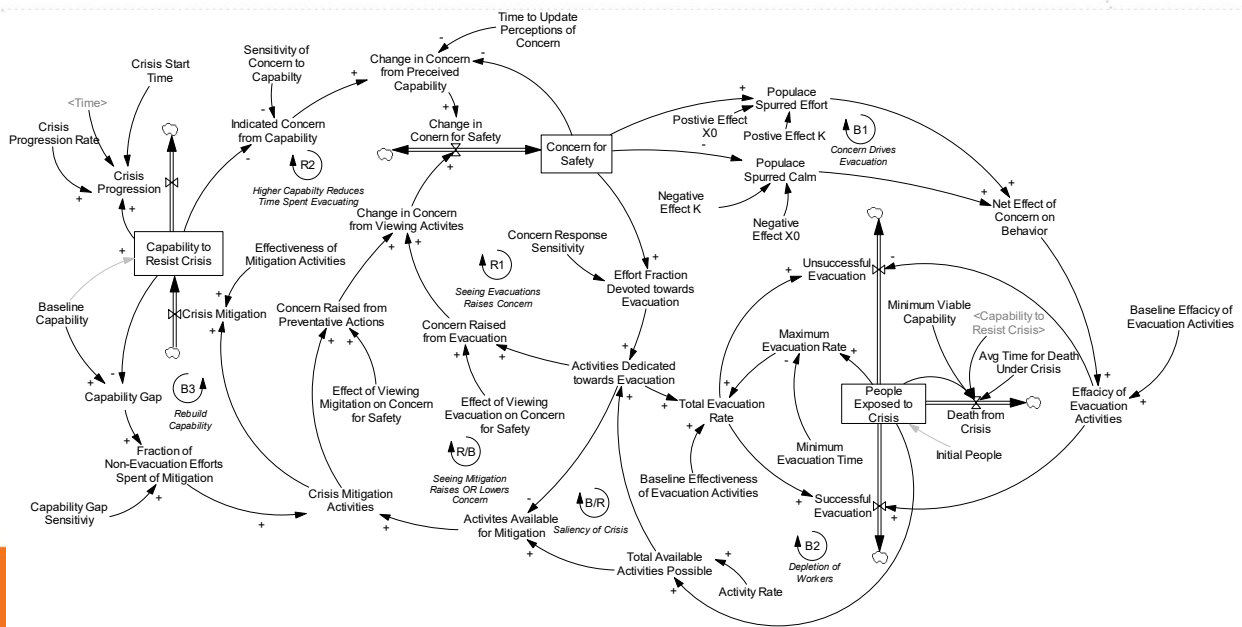 Time to Update
Perceptions of
Concern
Sensitivity of
Concern to
Capabilty
Change in Concern
from Preceived
Capability
Crisis Start
Time
<Time>
Crisis
Progression Rate
Indicated Concern
from Capability
Change in
Conern for Safety
Concern for
Safety
Populace
Spurred Effort
Postivie Effect
X0
Postive Effect K
B1
Concern Drives
Evacuation
R2
Higher Capabilty Reduces
Time Spent Evacuating
Crisis
Progression
Populace
Spurred Calm
Negative
Effect K
Negative
Effect X0
Net Effect of
Concern on
Behavior
Change in Concern
from Viewing Activites
Capability to
Resist Crisis
Effectiveness of
Mitigation Activities
Concern Response
Sensitivity
R1
Seeing Evacuations
Raises Concern
Effort Fraction
Devoted towards
Evacuation
Unsuccessful
Evacuation
Baseline
Capability
Crisis Mitigation
Concern Raised from
Preventative Actions
Concern Raised
from Evacuation
Minimum Viable
Capability
<Capability to
Resist Crisis>
Avg Time for Death
Under Crisis
Baseline Effiacacy of
Evacuation Activities
Maximum
Evacuation Rate
Activities Dedicated
towards Evacuation
B3
Rebuild
Capability
Capability Gap
Effect of Viewing
Migitation on Concern
for Safety
Effect of Viewing
Evacuation on Concern
for Safety
Total Evacuation
Rate
People
Exposed to
Crisis
Death from
Crisis
Effiacacy of
Evacuation
Activities
Initial People
Minimum
Evacuation Time
R/B
Seeing Mitigation
Raises OR Lowers
Concern
Fraction of
Non-Evacuation Efforts
Spent of Mitigation
Baseline Effectiveness
of Evacuation Activities
Capability Gap
Sensitiviy
Crisis Mitigation
Activities
Activites Available
for Mitigation
B/R
Saliency of Crisis
Successful
Evacuation
B2
Depletion of
Workers
Total Available
Activities Possible
Activity Rate